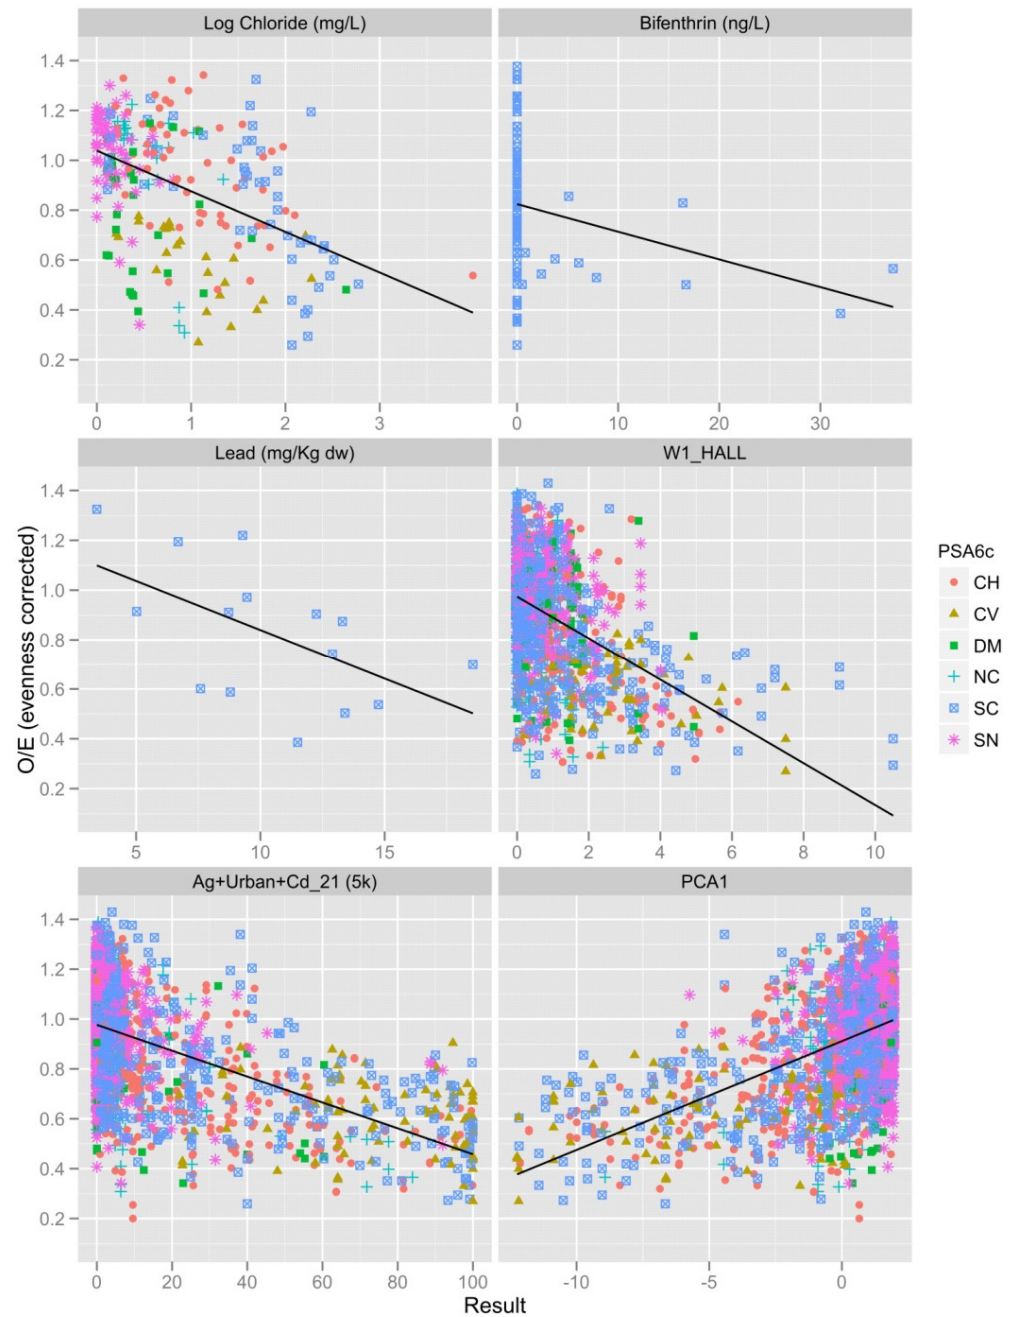 Log Chloride (mg/L)
Bifenthrin (ng/L)
1.4
1.2
1.0
0.8
0.6
0.4
0.2
0 1 2 3
0 10 20 30
Lead (mg/Kg dw)
W1_HALL
1.4
1.2
1.0
0.8
0.6
0.4
0.2
5 10 15
0 2 4 6 8 10
O/E (evenness corrected)
PSA6c
CH
CV
DM
NC
SC
SN
Ag+Urban+Cd_21 (5k)
PCA1
1.4
1.2
1.0
0.8
0.6
0.4
0.2
0 20 40 60 80 100
-10 -5 0
Result